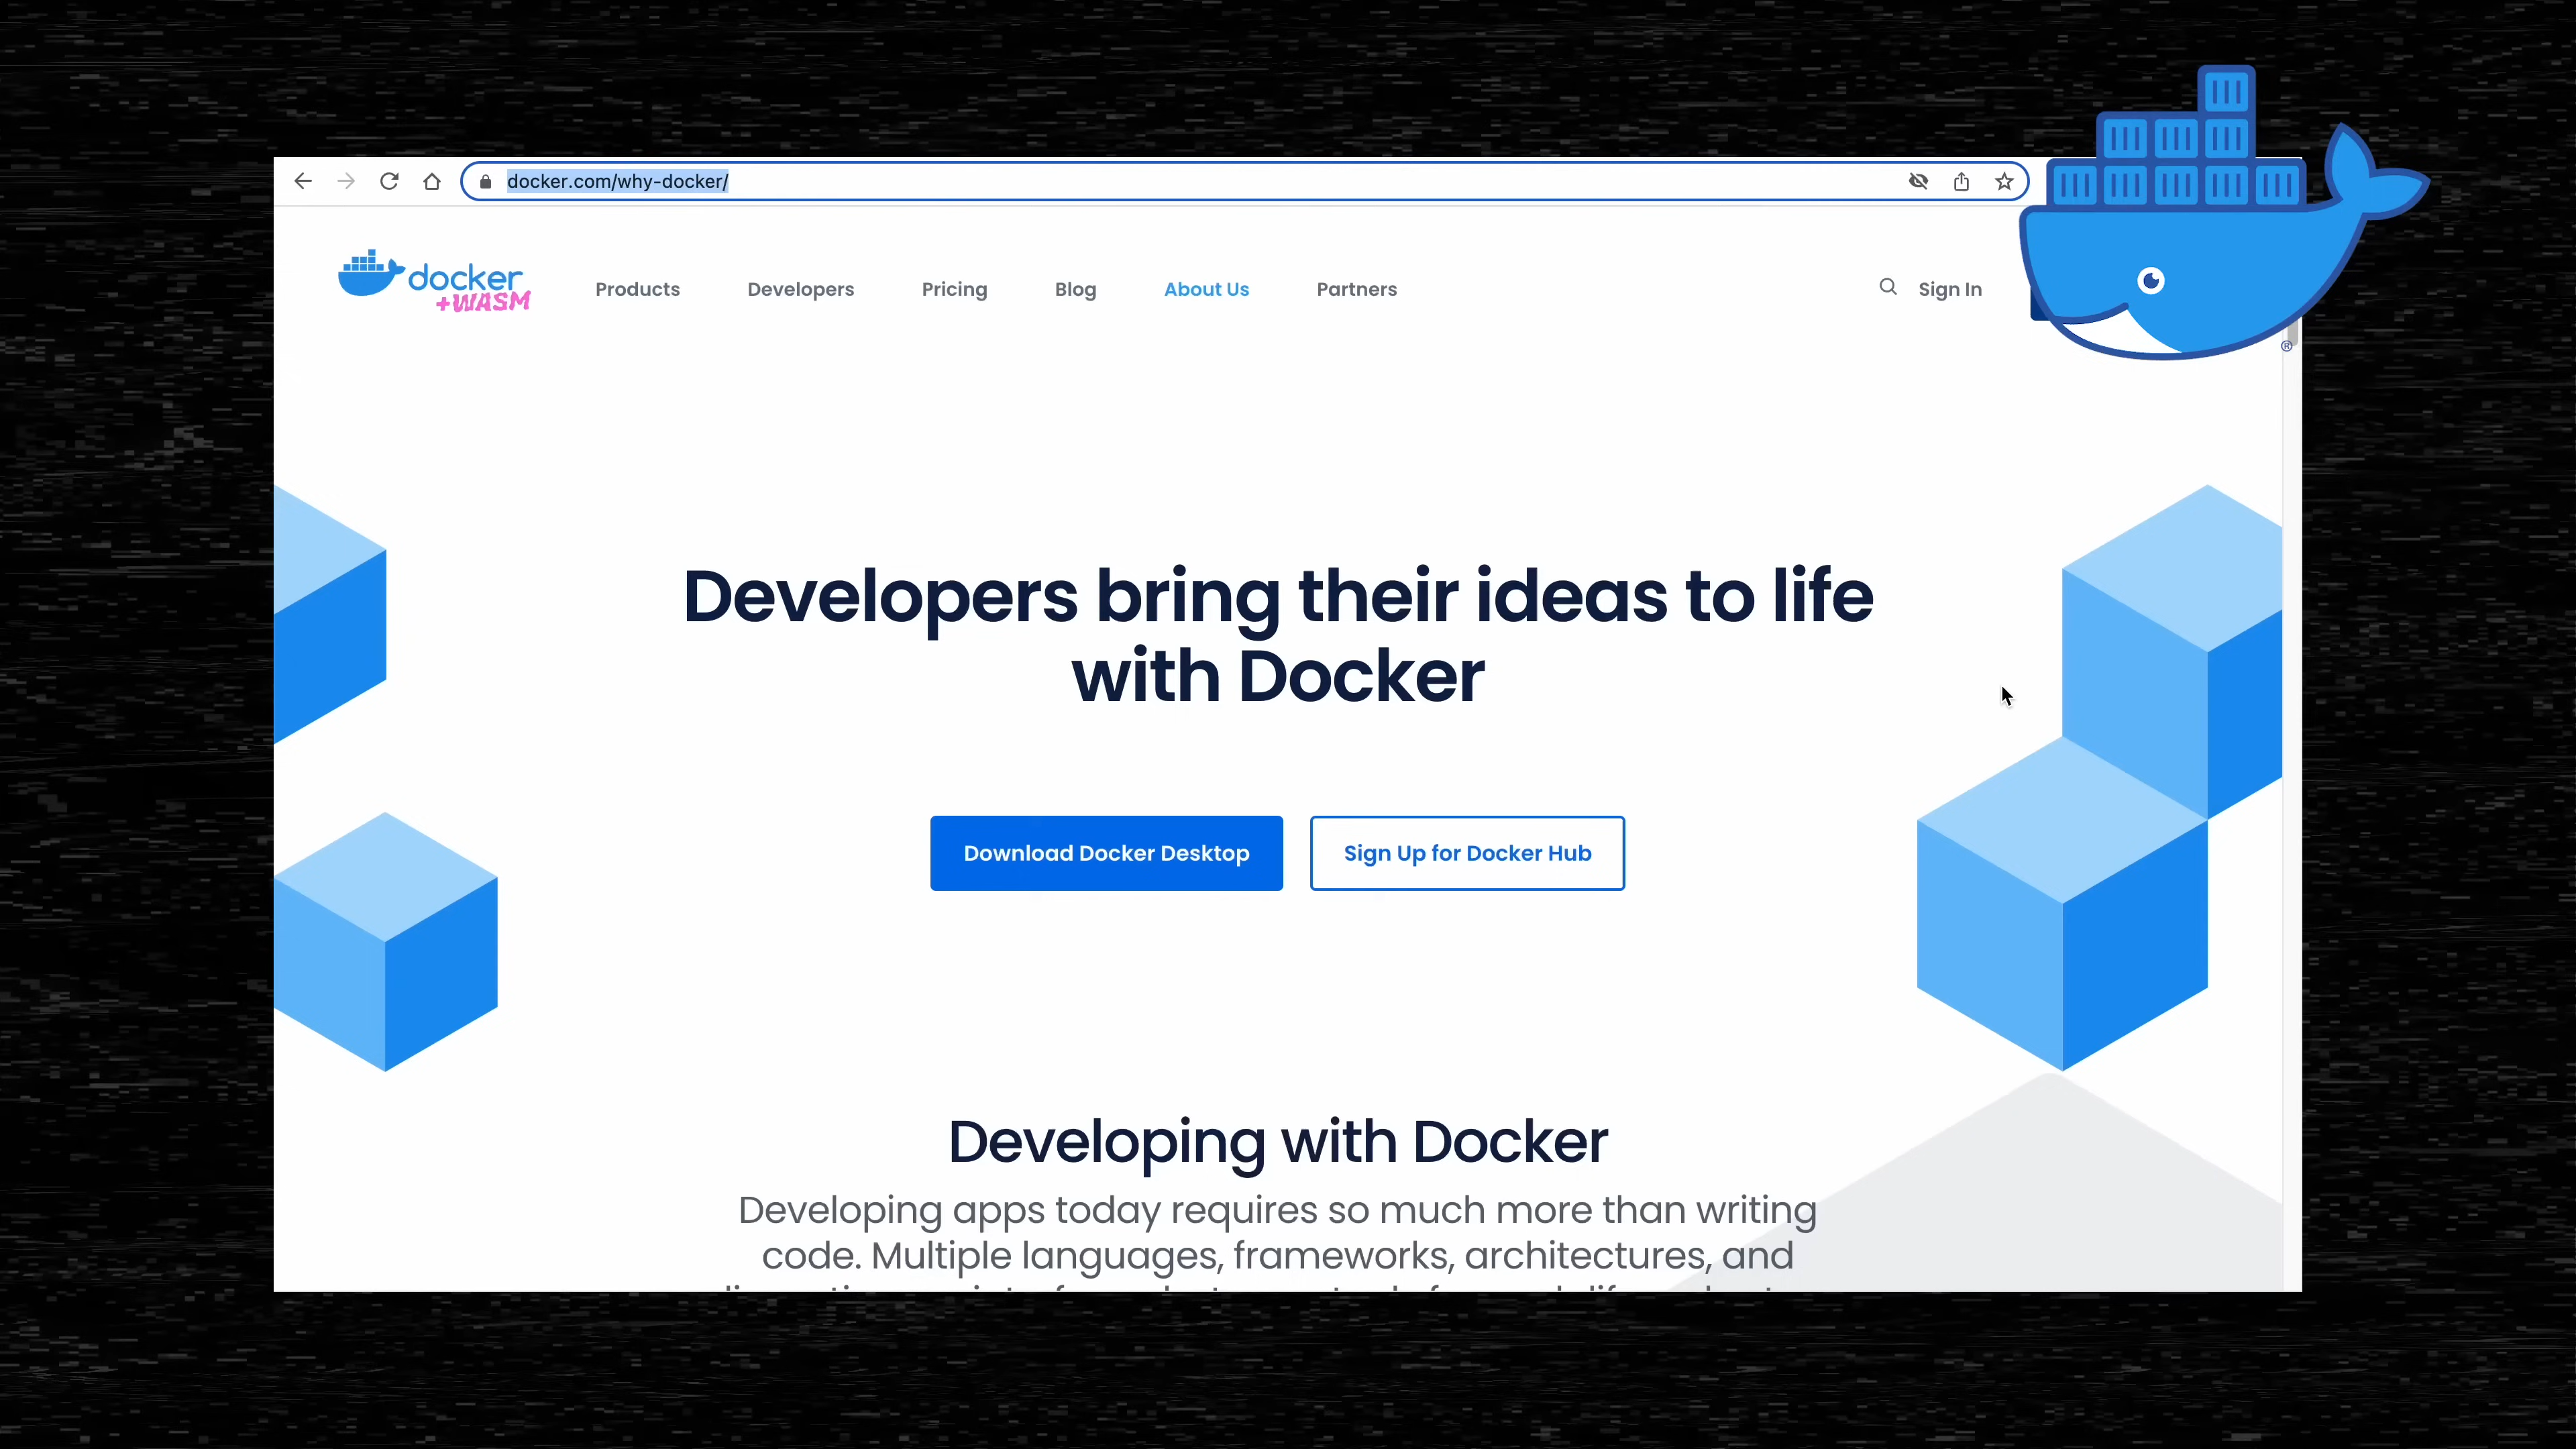 docker.com/why-docker/
docker
+WASM
Products Developers Pricing Blog About Us Partners Sign In
®
Developers bring their ideas to life
with Docker
Download Docker Desktop Sign Up for Docker Hub
Developing with Docker
Developing apps today requires so much more than writing
code. Multiple languages, frameworks, architectures, and